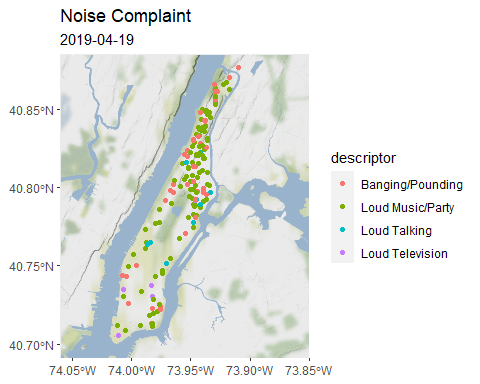 Noise Complaint
2019-04-19
40.85°N
40.80°N
40.75°N
40.70°N
74.05°W 74.00°W 73.95°W 73.90°W 73.85°W
descriptor
Banging/Pounding
Loud Music/Party
Loud Talking
Loud Television